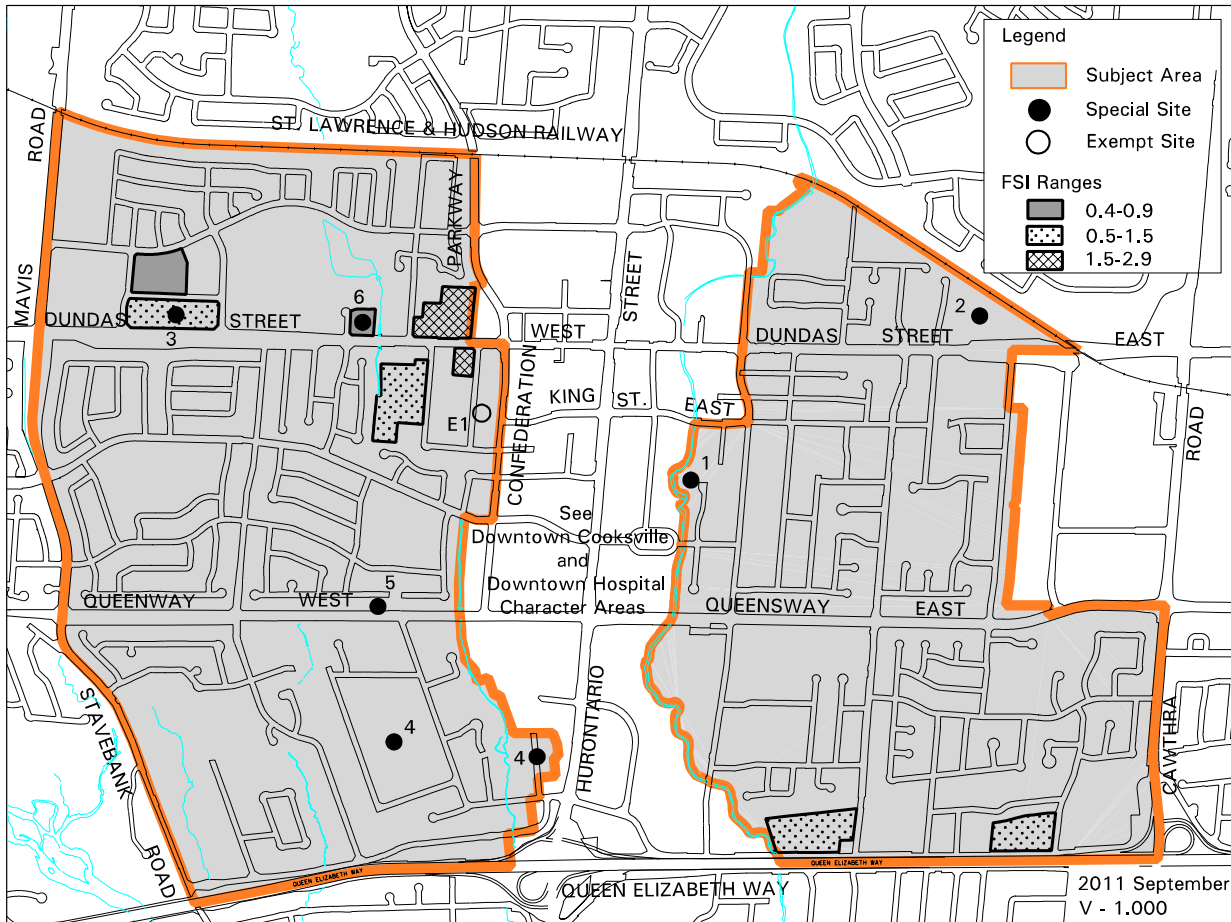 Legend
Subject Area
Special Site
Exempt Site
FSI Ranges
0.4-0.9
0.5-1.5
1.5-2.9
ROAD
MAVIS
ST. LAWRENCE & HUDSON RAILWAY
PARKWAY
STREET
6
2
3
DUNDAS STREET WEST
DUNDAS STREET EAST
KING ST. EAST
E1
CONFEDERATION
ROAD
1
See
Downtown Cooksville
and
Downtown Hospital
Character Areas
5
QUEENWAY WEST
QUEENSWAY EAST
STAVEBANK
ROAD
4
4
HURONTARIO
CAWTHRA
QUEEN ELIZABETH WAY
QUEEN ELIZABETH WAY
QUEEN ELIZABETH WAY
2011 September
V - 1.000